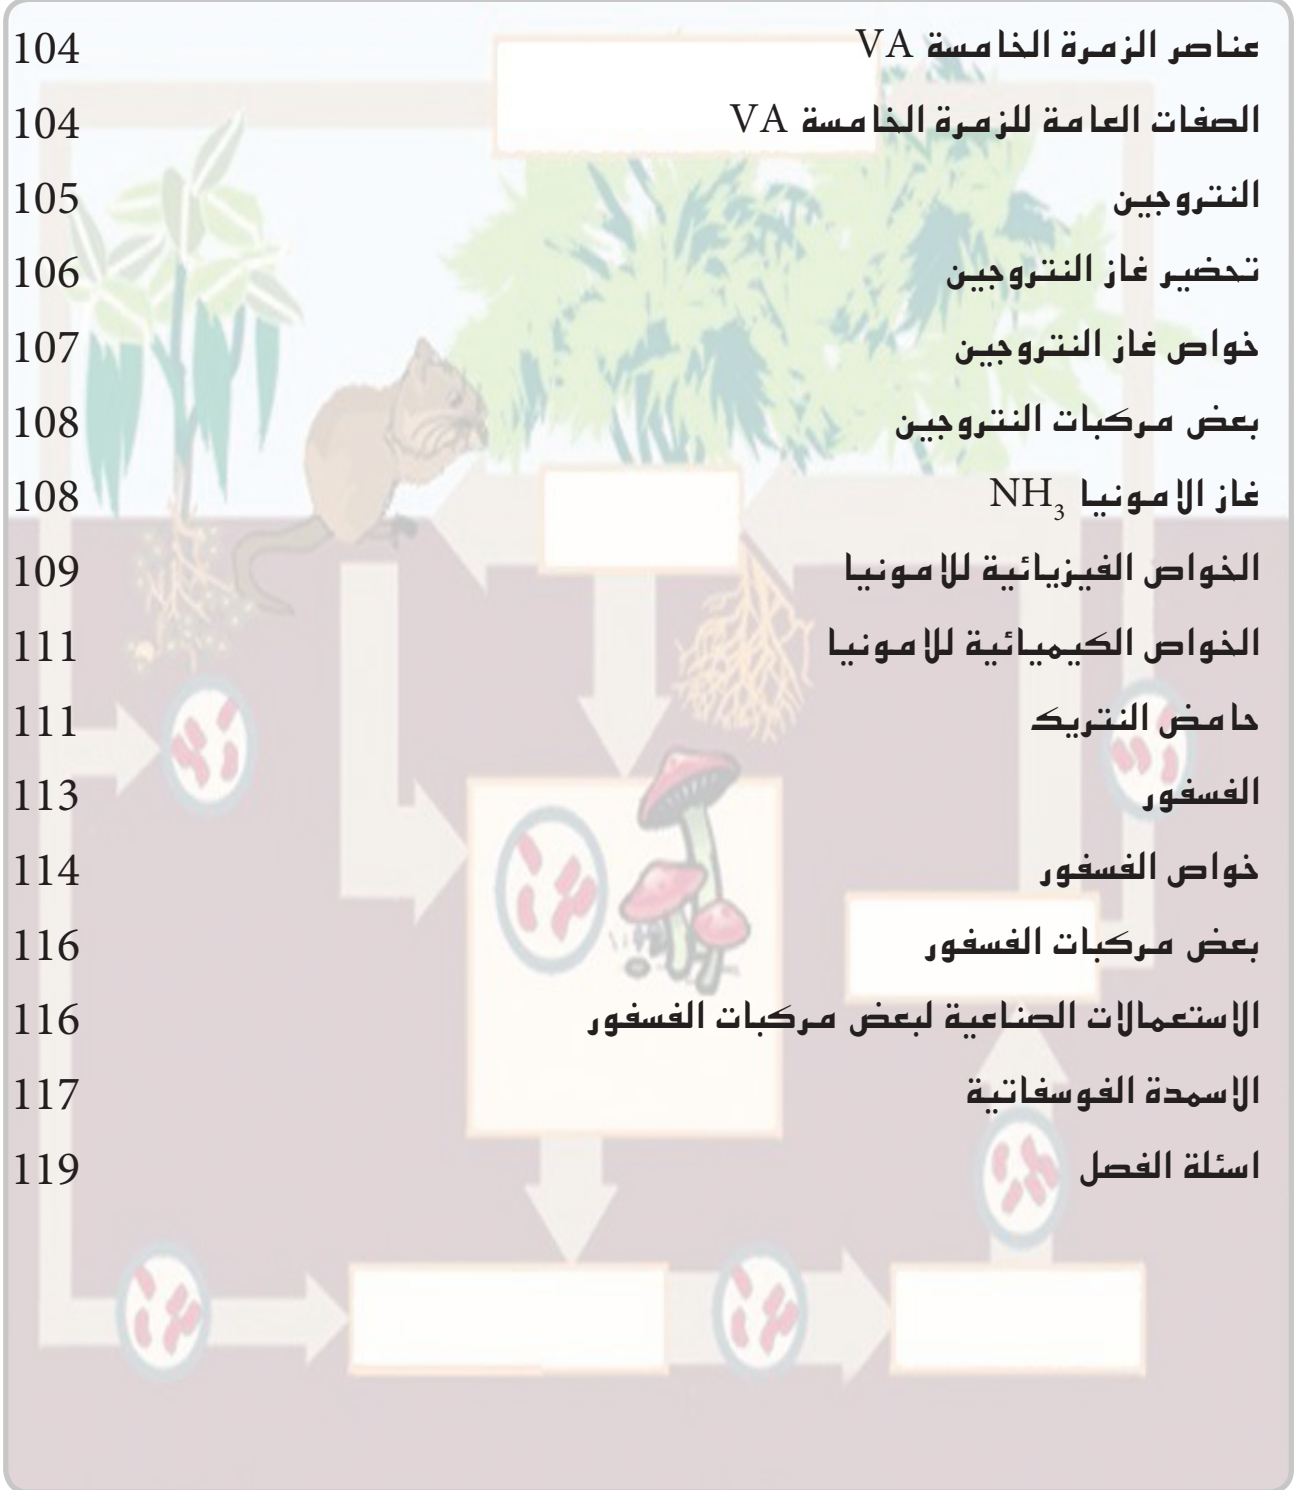 عناصر الزمرة الخامسة VA 104
الصفات العامة للزمرة الخامسة VA 104
النتروجين 105
تحضير غاز النتروجين 106
خواص غاز النتروجين 107
بعض مركبات النتروجين 108
غاز الامونيا NH₃ 108
الخواص الفيزيائية للامونيا 109
الخواص الكيميائية للامونيا 111
حامض النتريك 111
الفسفور 113
خواص الفسفور 114
بعض مركبات الفسفور 116
الاستعمالات الصناعية لبعض مركبات الفسفور 116
الاسمدة الفوسفاتية 117
اسئلة الفصل 119